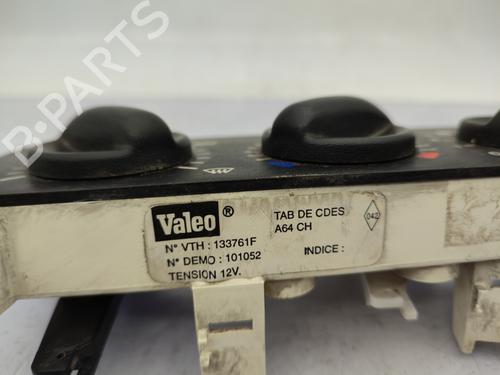 B-PARTS
Valeo ®
TAB DE CDES
A64 CH
042
N° VTH : 133761F
N° DEMO : 101052
INDICE :
TENSION 12V.